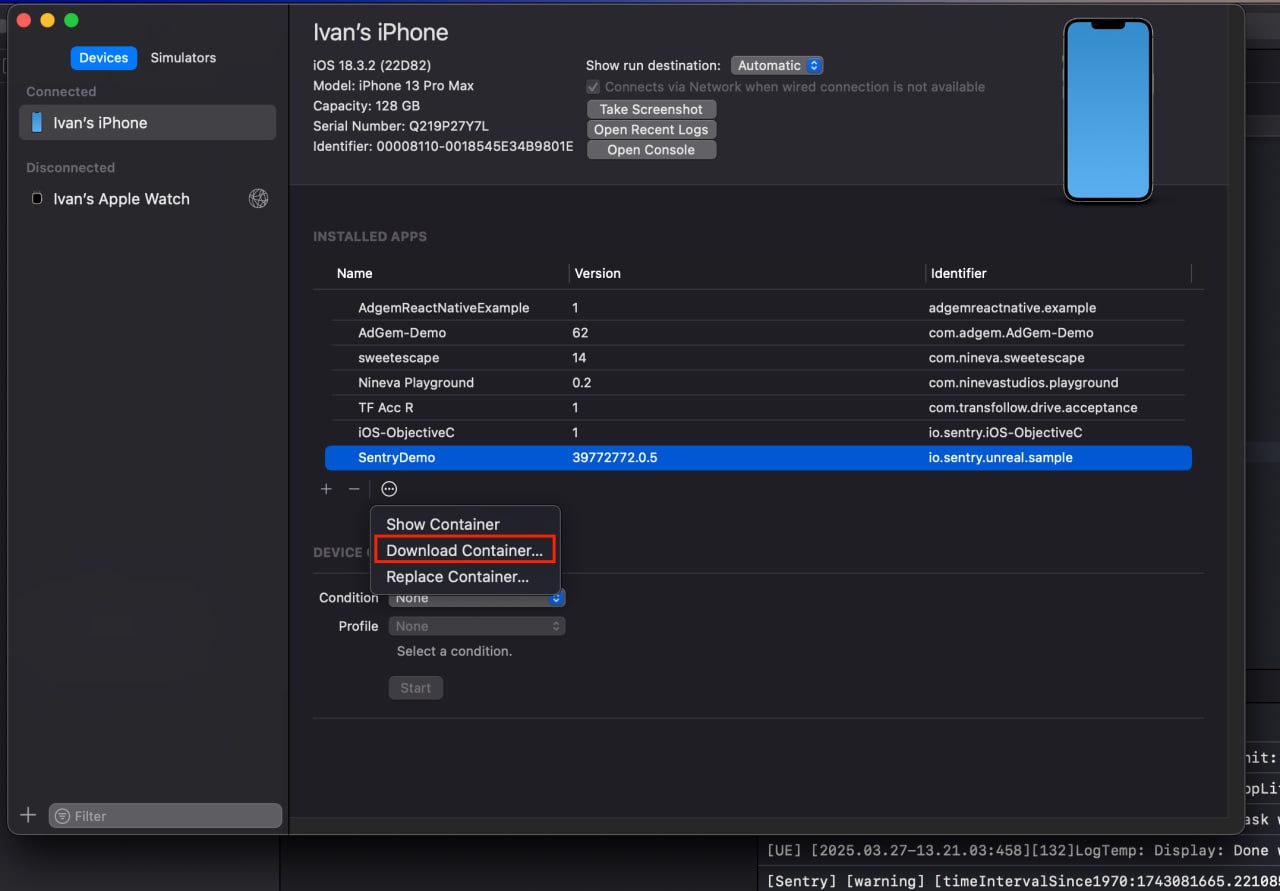 Devices Simulators
Connected
Ivan's iPhone
Disconnected
Ivan's Apple Watch
Filter
Ivan's iPhone
iOS 18.3.2 (22D82)
Model: iPhone 13 Pro Max
Capacity: 128 GB
Serial Number: Q219P27Y7L
Identifier: 00008110-0018545E34B9801E
Show run destination: Automatic
Connects via Network when wired connection is not available
Take Screenshot
Open Recent Logs
Open Console
INSTALLED APPS
Name Version Identifier
AdgemReactNativeExample 1 adgemreactnative.example
AdGem-Demo 62 com.adgem.AdGem-Demo
sweetescape 14 com.nineva.sweetescape
Nineva Playground 0.2 com.ninevastudios.playground
TF Acc R 1 com.transfollow.drive.acceptance
iOS-ObjectiveC 1 io.sentry.iOS-ObjectiveC
SentryDemo 39772772.0.5 io.sentry.unreal.sample
Show Container
Download Container...
Replace Container...
DEVICE
Condition None
Profile None
Select a condition.
Start
[UE] [2025.03.27-13.21.03:458][132]LogTemp: Display: Done
[Sentry] [warning] [timeIntervalSince1970:1743081665.22108